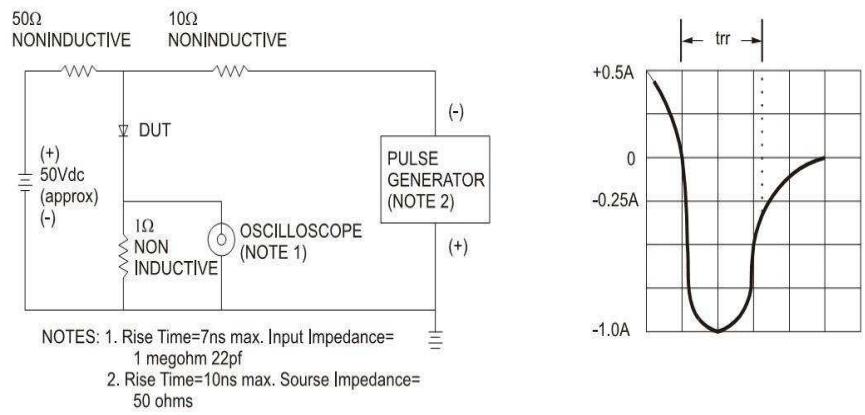 50Ω
NONINDUCTIVE
10Ω
NONINDUCTIVE
DUT
(+)
50Vdc
(approx)
(-)
1Ω
NON
INDUCTIVE
OSCILLOSCOPE
(NOTE 1)
(-)
PULSE
GENERATOR
(NOTE 2)
(+)
NOTES: 1. Rise Time=7ns max. Input Impedance=
1 megohm 22pf
2. Rise Time=10ns max. Sourse Impedance=
50 ohms
trr
+0.5A
0
-0.25A
-1.0A